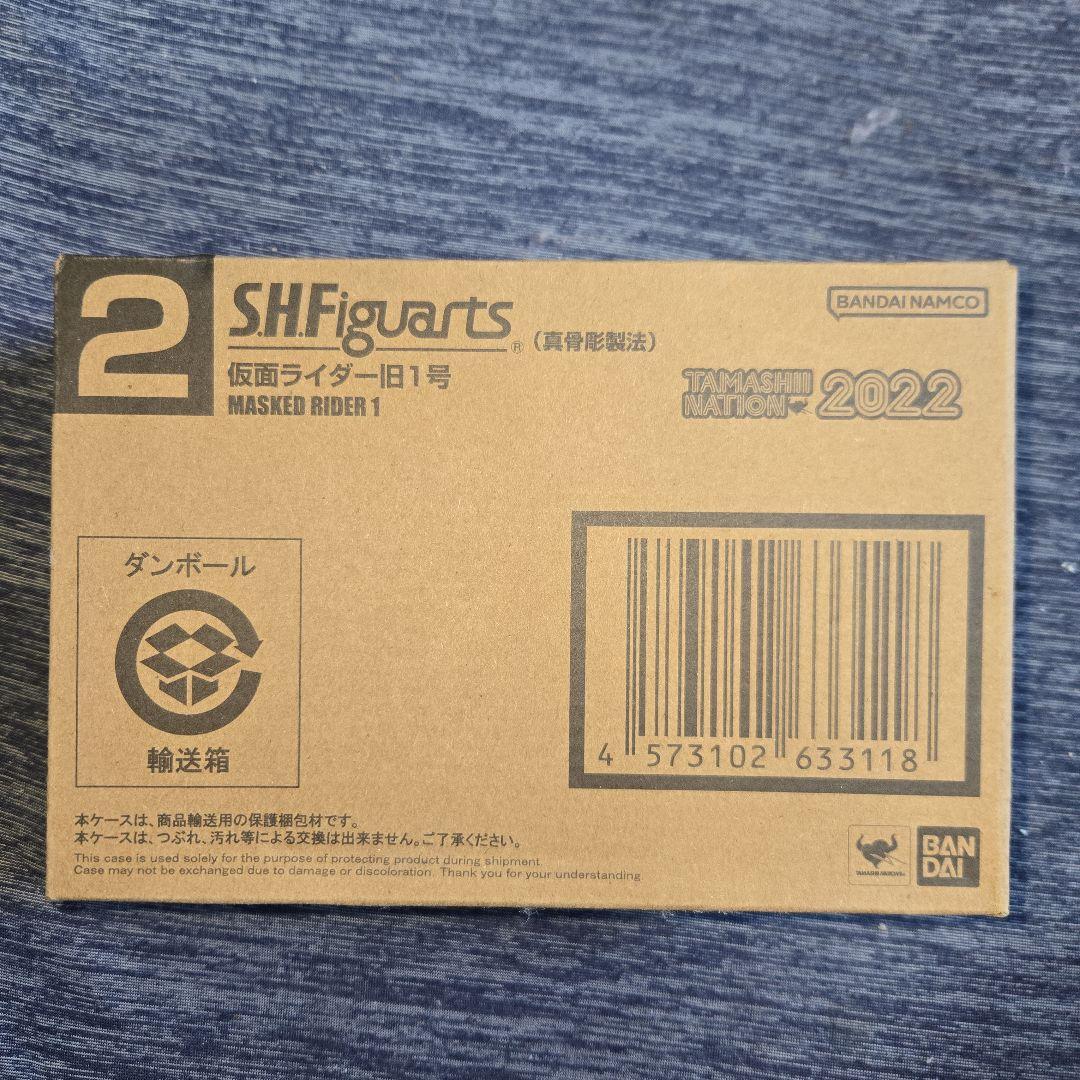 2
S.H.Figuarts® (真骨彫製法)
仮面ライダー旧1号
MASKED RIDER 1
BANDAI NAMCO
TAMASHII
NATION 2022
ダンボール
輸送箱
4 573102 633118
本ケースは、商品輸送用の保護梱包材です。
本ケースは、つぶれ、汚れ等による交換は出来ません。ご了承ください。
This case is used solely for the purpose of protecting product during shipment.
Case may not be exchanged due to damage or discoloration. Thank you for your understanding.
TAMASHII NATIONS
BAN
DAI